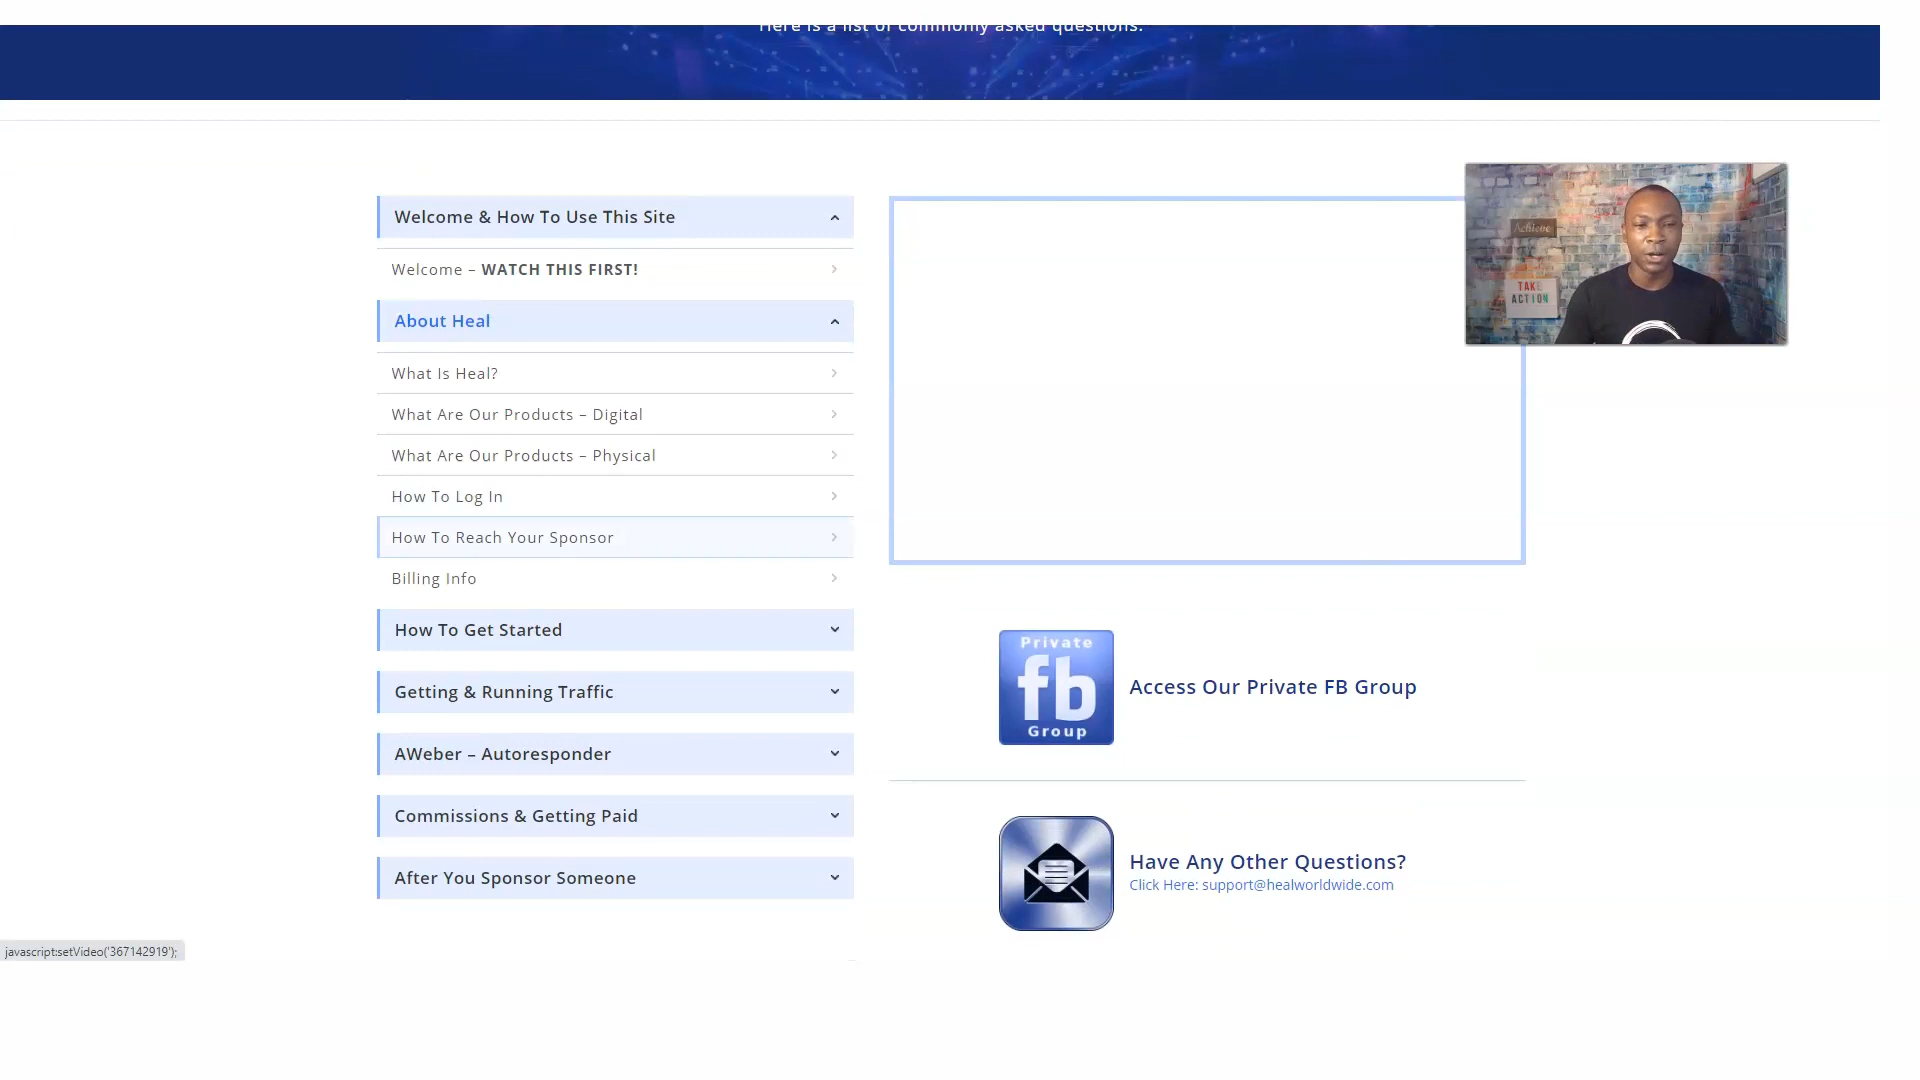 Here is a list of commonly asked questions.
Welcome & How To Use This Site
Welcome – WATCH THIS FIRST!
About Heal
What Is Heal?
What Are Our Products – Digital
What Are Our Products – Physical
How To Log In
How To Reach Your Sponsor
Billing Info
How To Get Started
Getting & Running Traffic
AWeber – Autoresponder
Commissions & Getting Paid
After You Sponsor Someone
Achieve
TAKE
ACTION
Private
fb
Group
Access Our Private FB Group
Have Any Other Questions?
Click Here: support@healworldwide.com
javascript:setVideo('367142919');